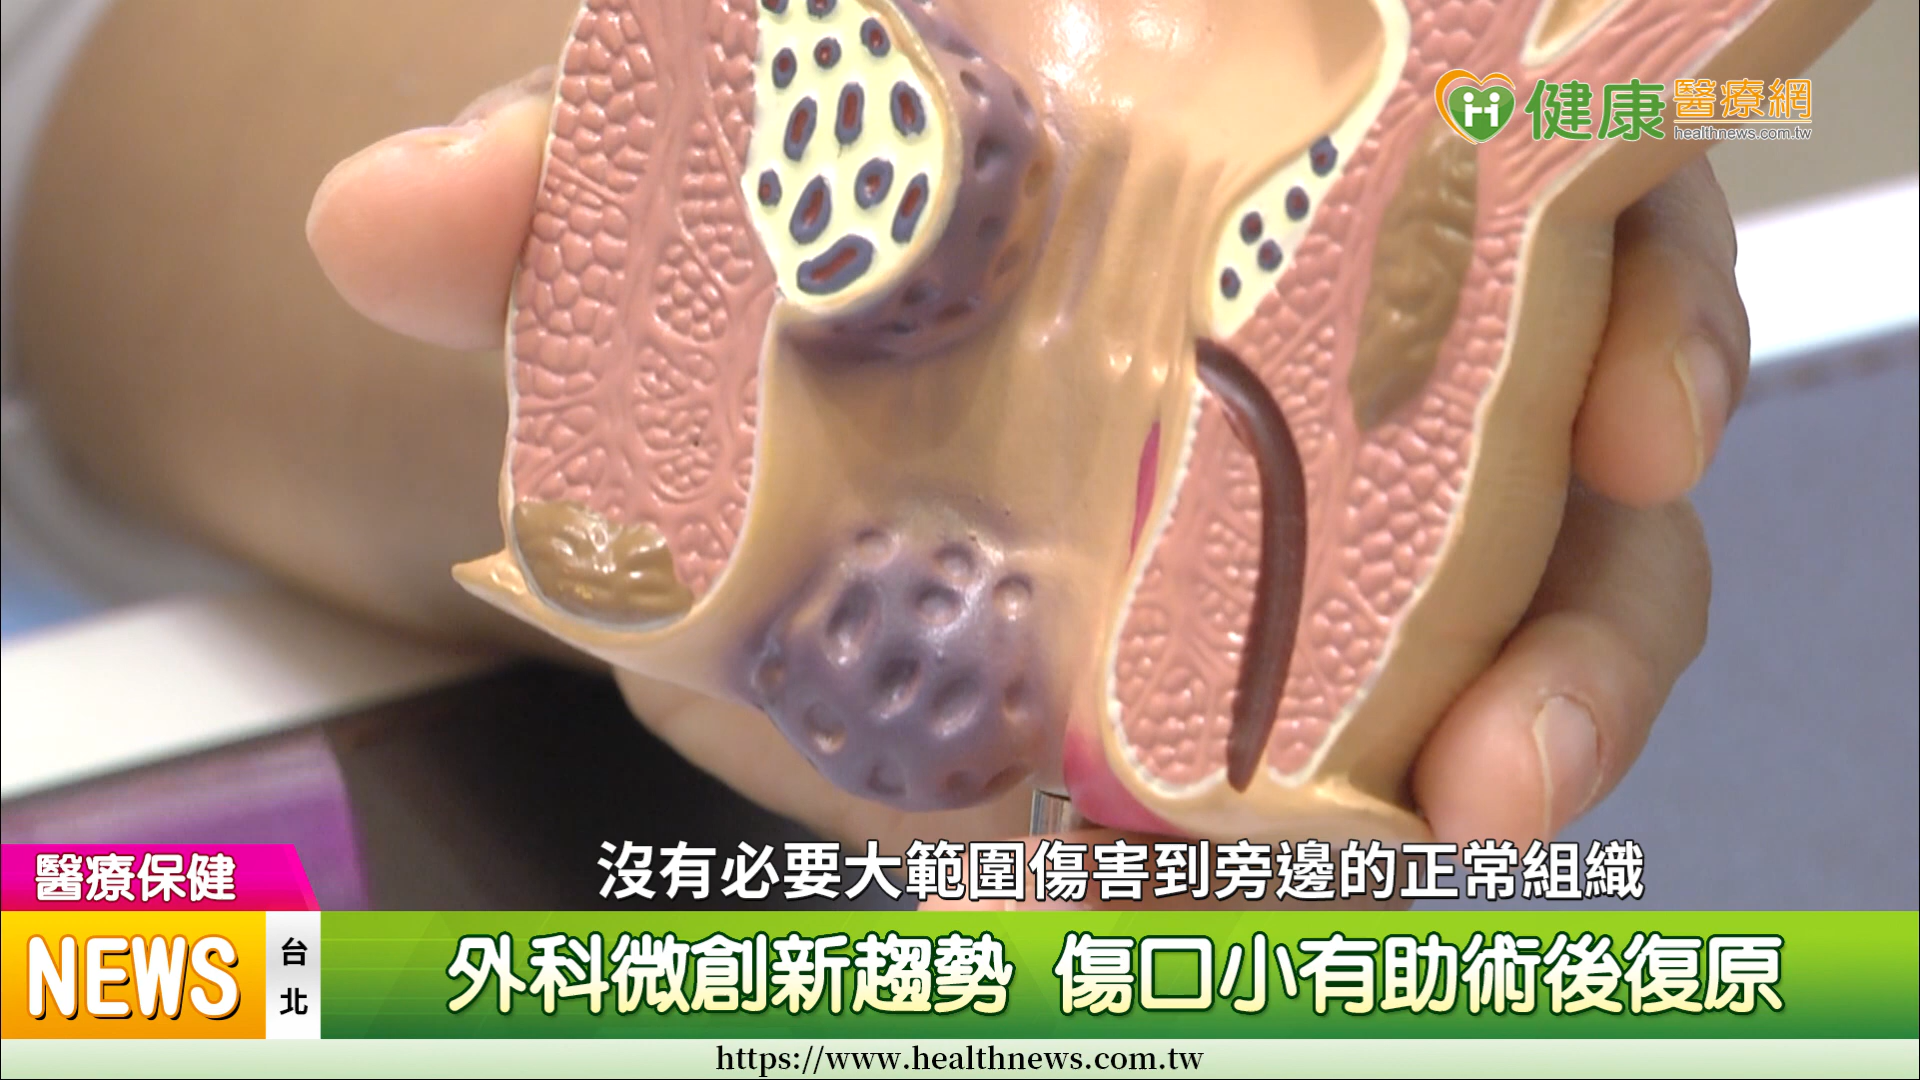 健康醫療網
healthnews.com.tw
沒有必要大範圍傷害到旁邊的正常組織
醫療保健
NEWS
台北
外科微創新趨勢 傷口小有助術後復原
https://www.healthnews.com.tw